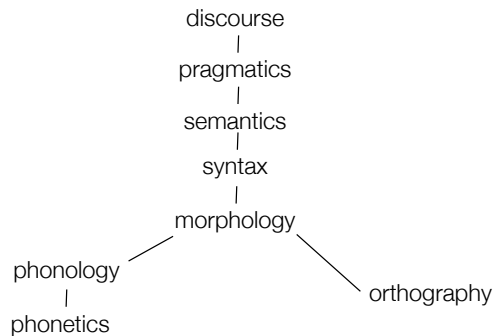 discourse
pragmatics
semantics
syntax
morphology
phonology
orthography
phonetics